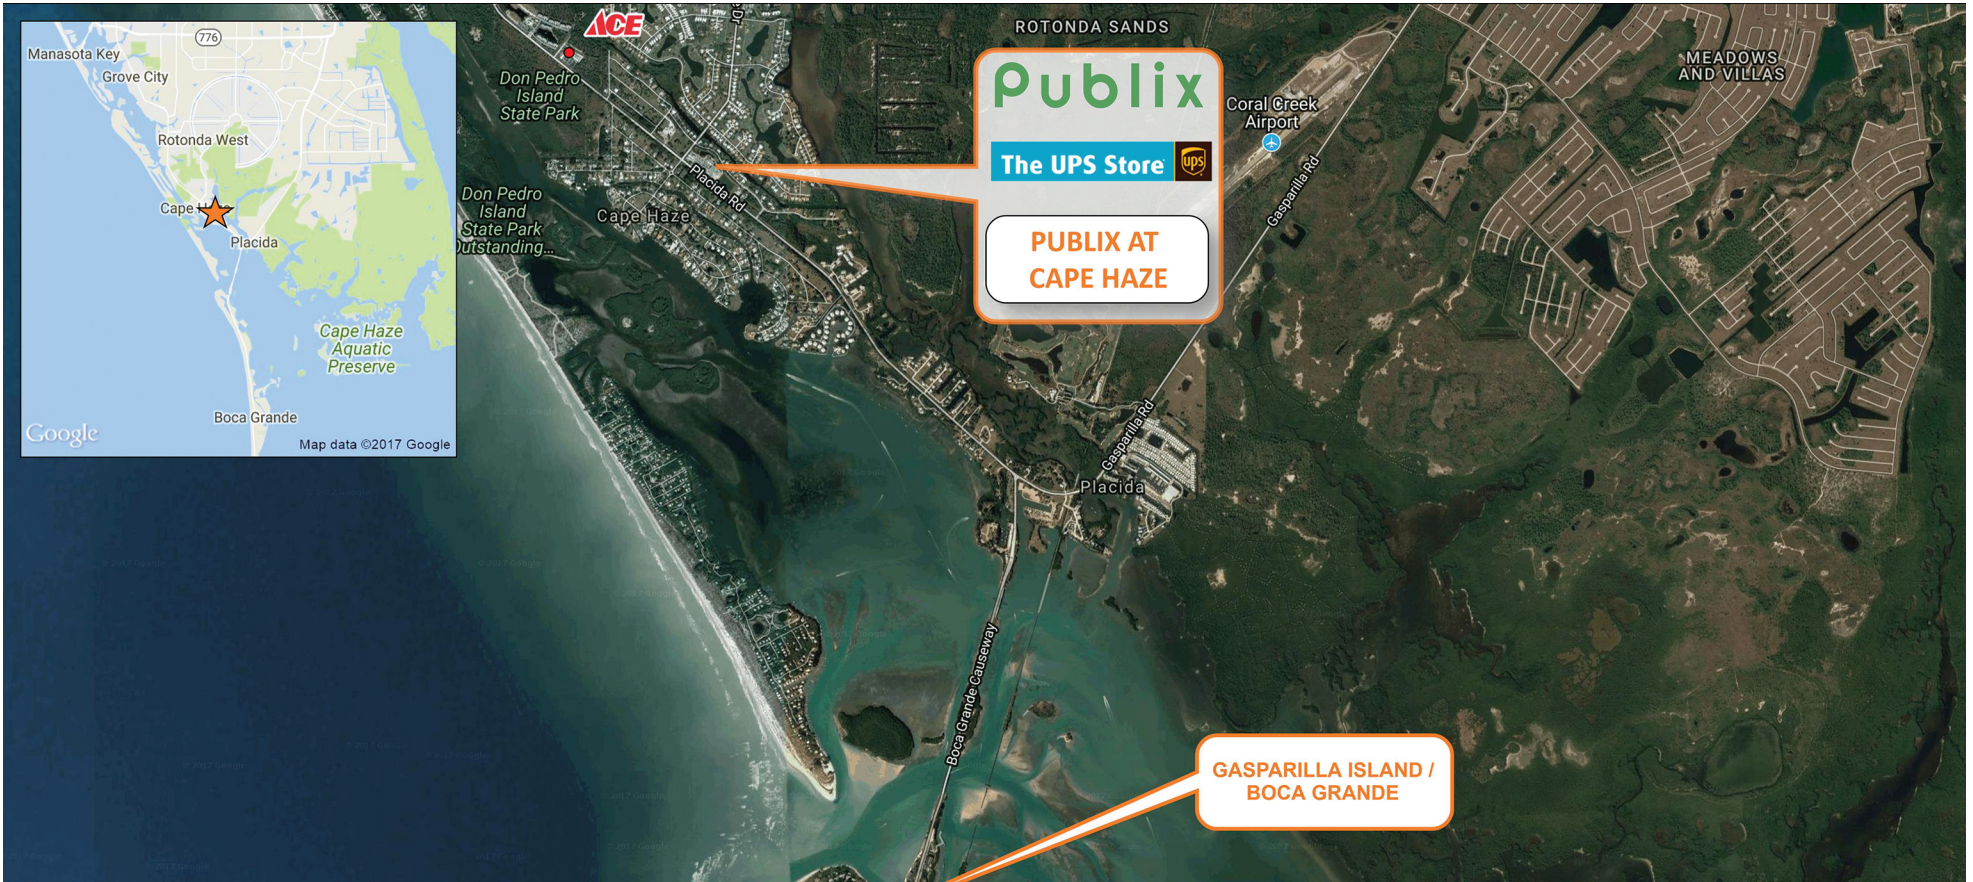 776
Manasota Key
Grove City
Rotonda West
Cape
Placida
Cape Haze
Aquatic
Preserve
Boca Grande
Google
Map data ©2017 Google
ACE
Dr
Don Pedro
Island
State Park
Don Pedro
Island
State Park
Outstanding...
Cape Haze
Placida Rd
ROTONDA SANDS
Publix
The UPS Store
ups
PUBLIX AT
CAPE HAZE
Coral Creek
Airport
Gasparilla Rd
MEADOWS
AND VILLAS
Gasparilla Rd
Placida
Boca Grande Causeway
GASPARILLA ISLAND /
BOCA GRANDE